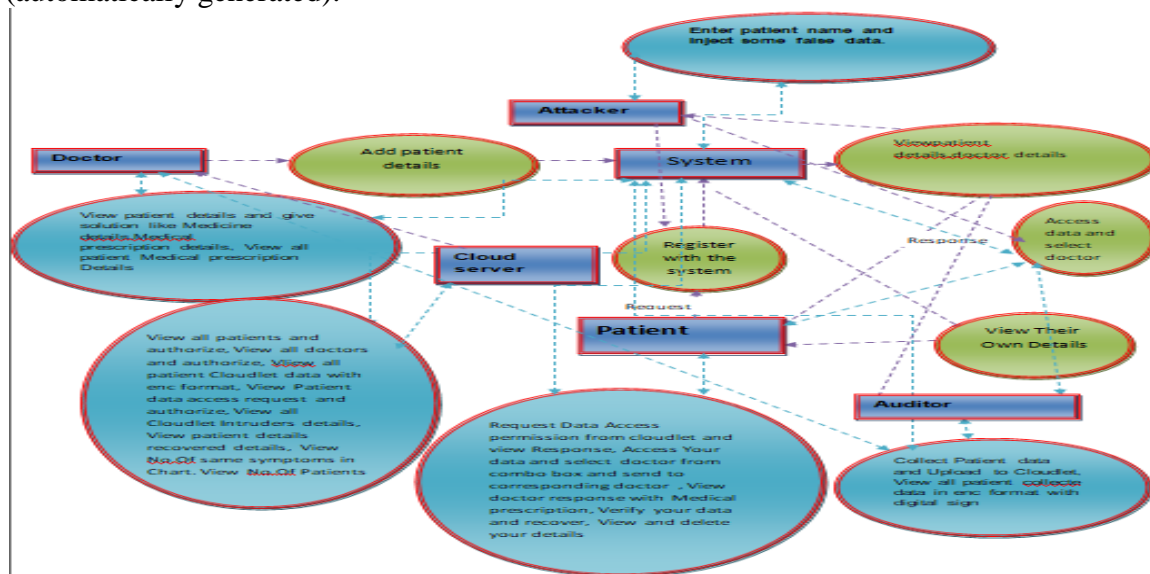 (automatically generated).
Enter patient name and
Inject some false data.
Attacker
Doctor
Add patient
details
System
Viewpatient
details,doctor details
View patient details and give
solution like Medicine
details,Medical
prescription details, View all
patient Medical prescription
Details
Cloud
server
Register
with the
system
Response
Access
data and
select
doctor
Request
Patient
View Their
Own Details
View all patients and
authorize, View all doctors
and authorize, View all
patient Cloudlet data with
enc format, View Patient
data access request and
authorize, View all
Cloudlet Intruders details,
View patient details
recovered details, View
No.Of same symptoms in
Chart. View No.Of Patients
Request Data Access
permission from cloudlet and
view Response, Access Your
data and select doctor from
combo box and send to
corresponding doctor , View
doctor response with Medical
prescription, Verify your data
and recover, View and delete
your details
Auditor
Collect Patient data
and Upload to Cloudlet,
View all patient collecte
data in enc format with
digital sign